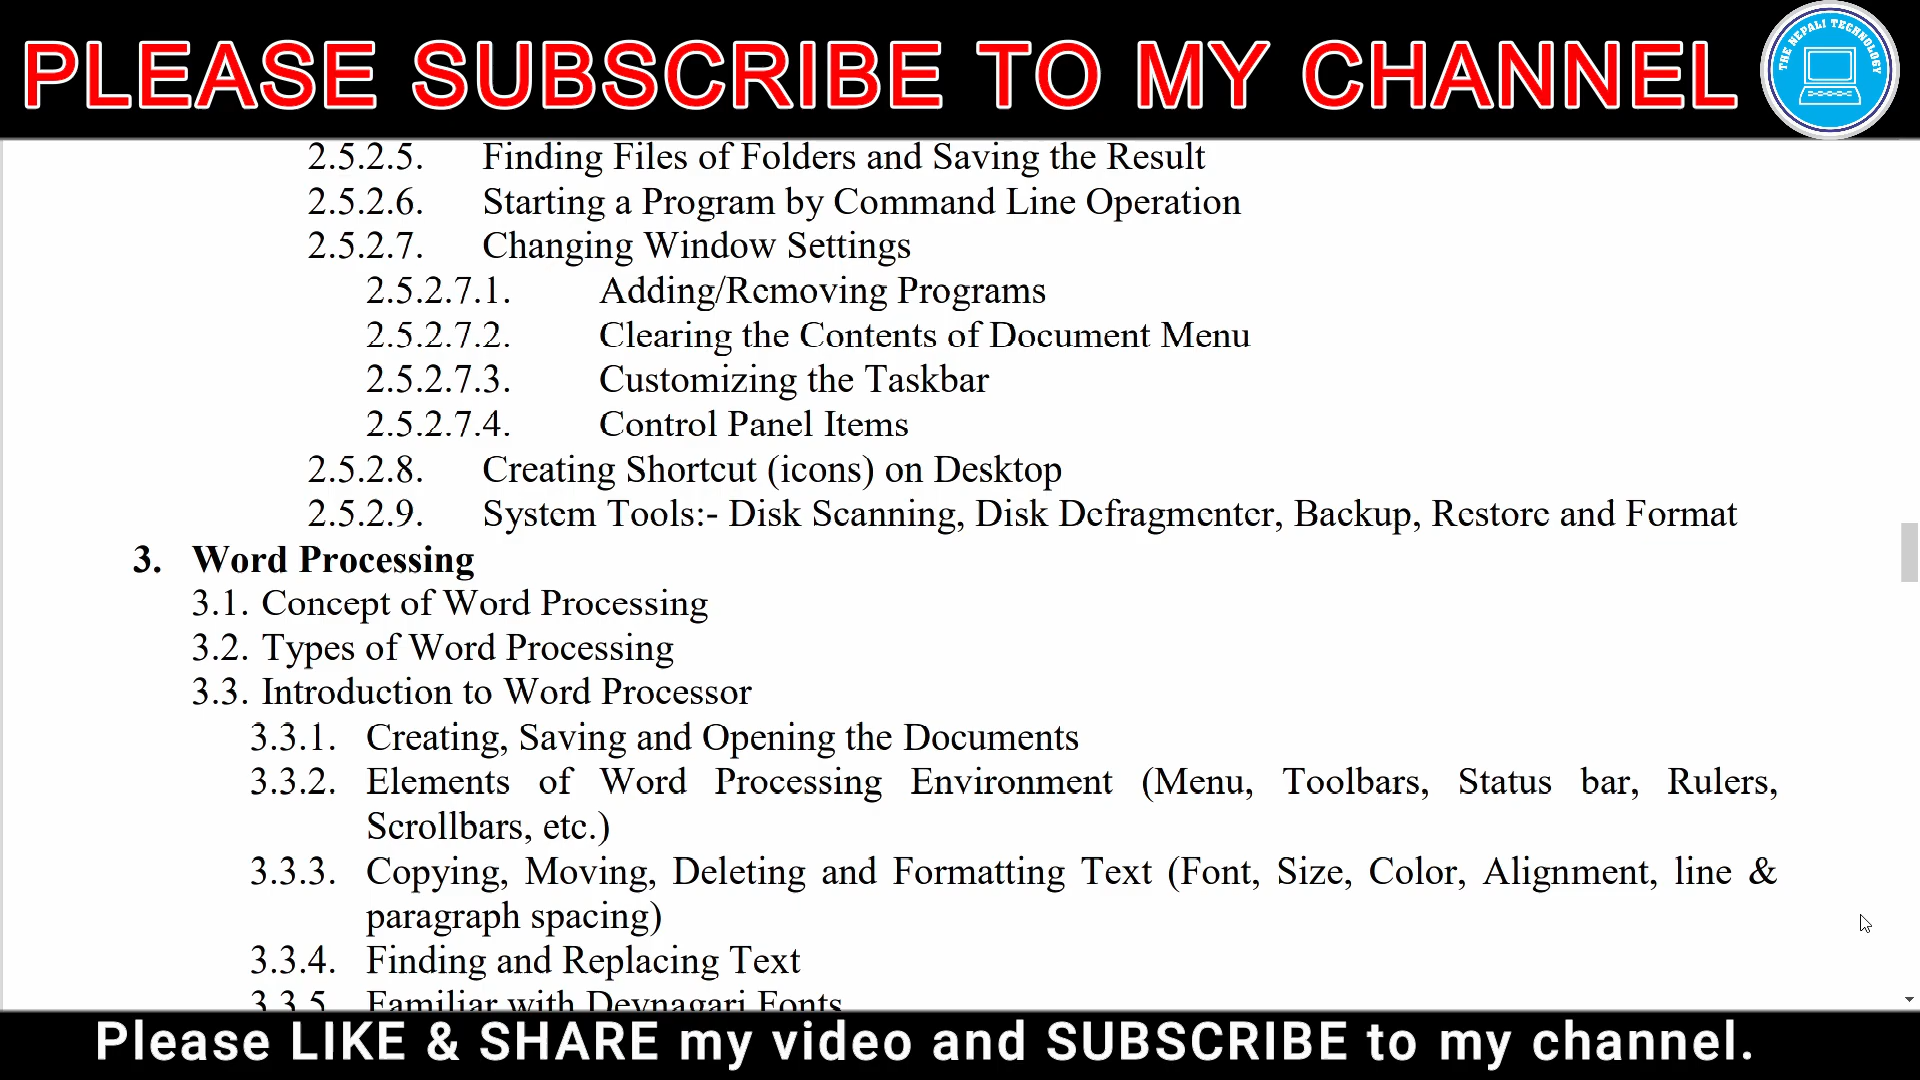 PLEASE SUBSCRIBE TO MY CHANNEL
THE NEPALI TECHNOLOGY
2.5.2.5. Finding Files of Folders and Saving the Result
2.5.2.6. Starting a Program by Command Line Operation
2.5.2.7. Changing Window Settings
2.5.2.7.1. Adding/Removing Programs
2.5.2.7.2. Clearing the Contents of Document Menu
2.5.2.7.3. Customizing the Taskbar
2.5.2.7.4. Control Panel Items
2.5.2.8. Creating Shortcut (icons) on Desktop
2.5.2.9. System Tools:- Disk Scanning, Disk Defragmenter, Backup, Restore and Format
3. Word Processing
3.1. Concept of Word Processing
3.2. Types of Word Processing
3.3. Introduction to Word Processor
3.3.1. Creating, Saving and Opening the Documents
3.3.2. Elements of Word Processing Environment (Menu, Toolbars, Status bar, Rulers,
Scrollbars, etc.)
3.3.3. Copying, Moving, Deleting and Formatting Text (Font, Size, Color, Alignment, line &
paragraph spacing)
3.3.4. Finding and Replacing Text
3.3.5 Familiar with Devnagari Fonts
Please LIKE & SHARE my video and SUBSCRIBE to my channel.